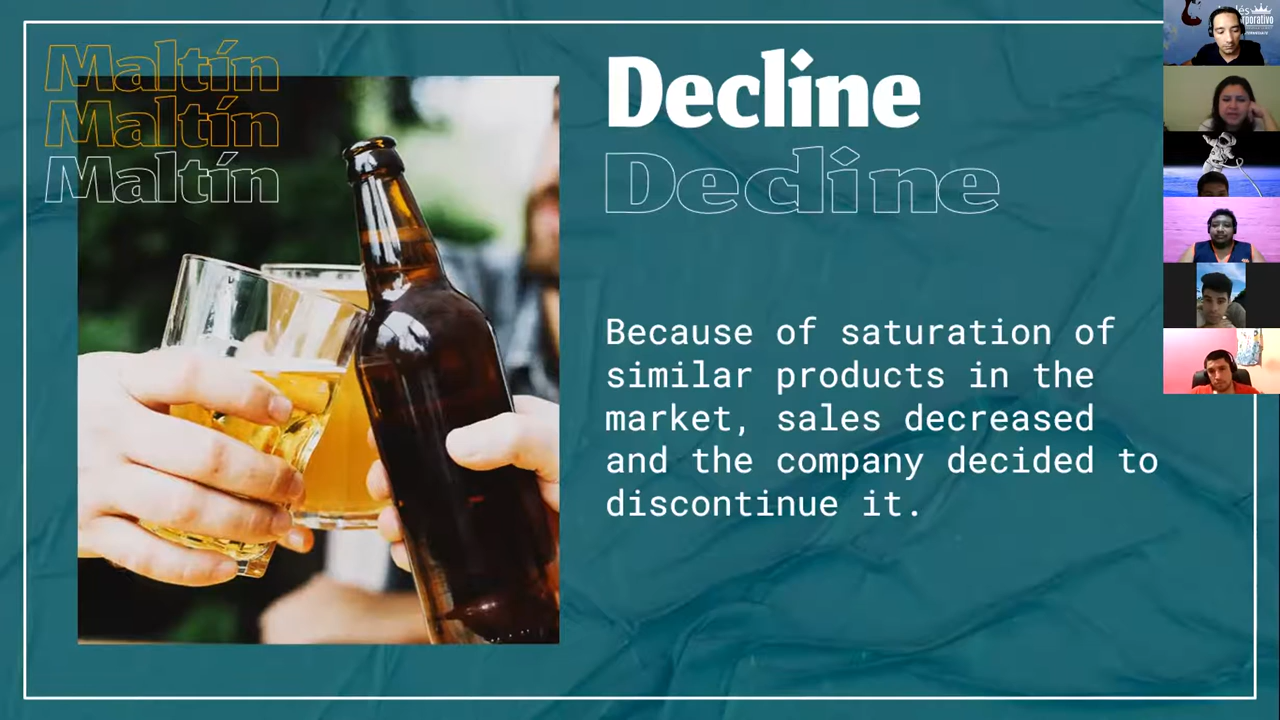 Maltín
Maltín
Maltín
Decline
Decline
Because of saturation of
similar products in the
market, sales decreased
and the company decided to
discontinue it.